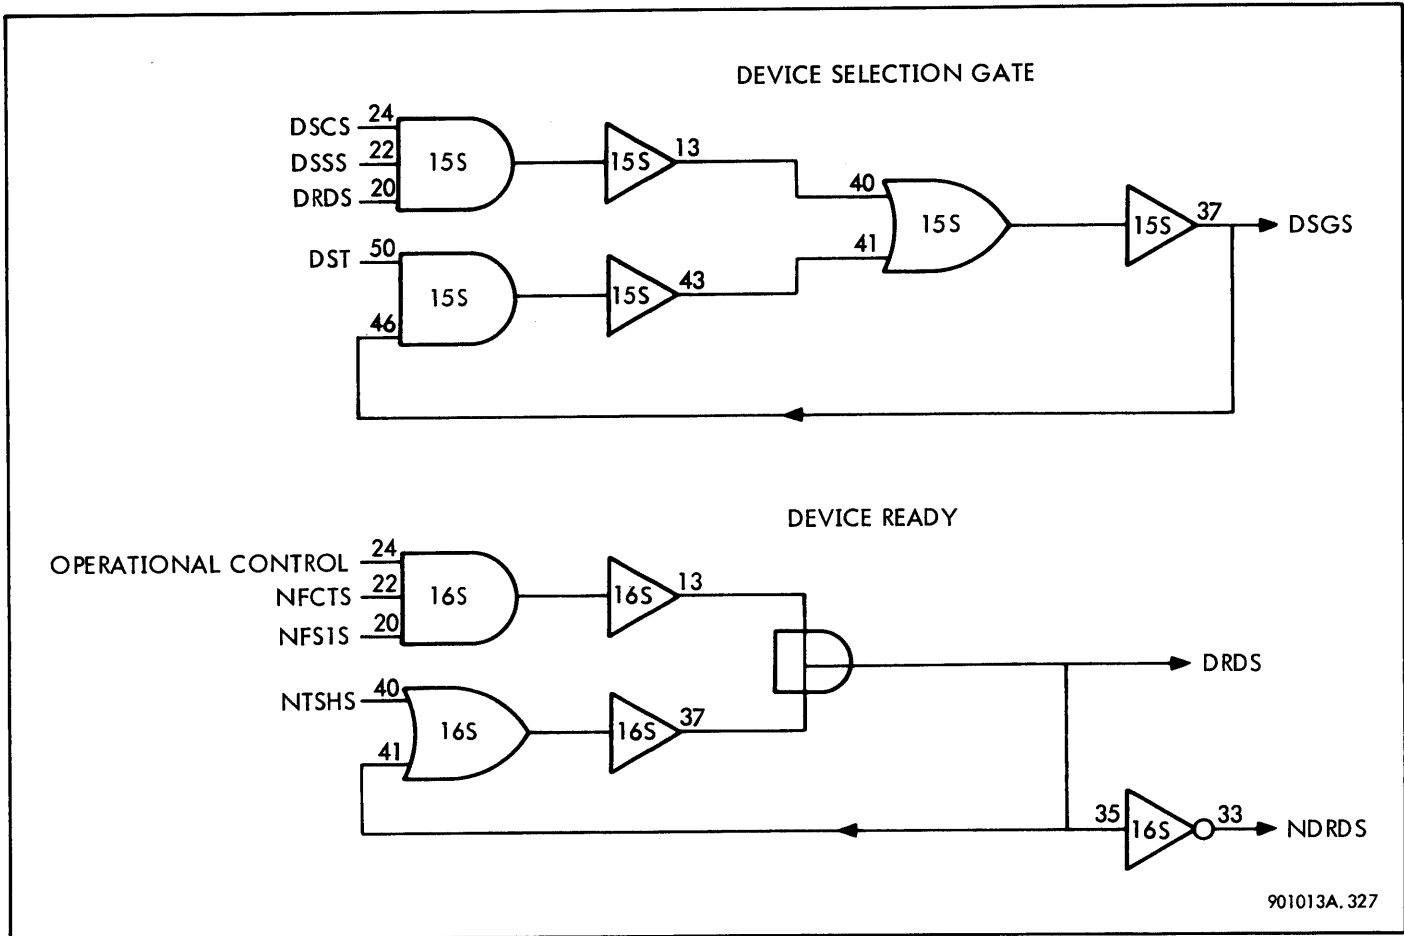 DEVICE SELECTION GATE
DSCS 24
DSSS 22
DRDS 20
15S
15S
13
DST 50
46
15S
15S
43
40
41
15S
15S
37
DSGS
DEVICE READY
OPERATIONAL CONTROL 24
NFCTS 22
NFS1S 20
16S
16S
13
NTSHS 40
41
16S
16S
37
DRDS
35
16S
33
NDRDS
901013A.327